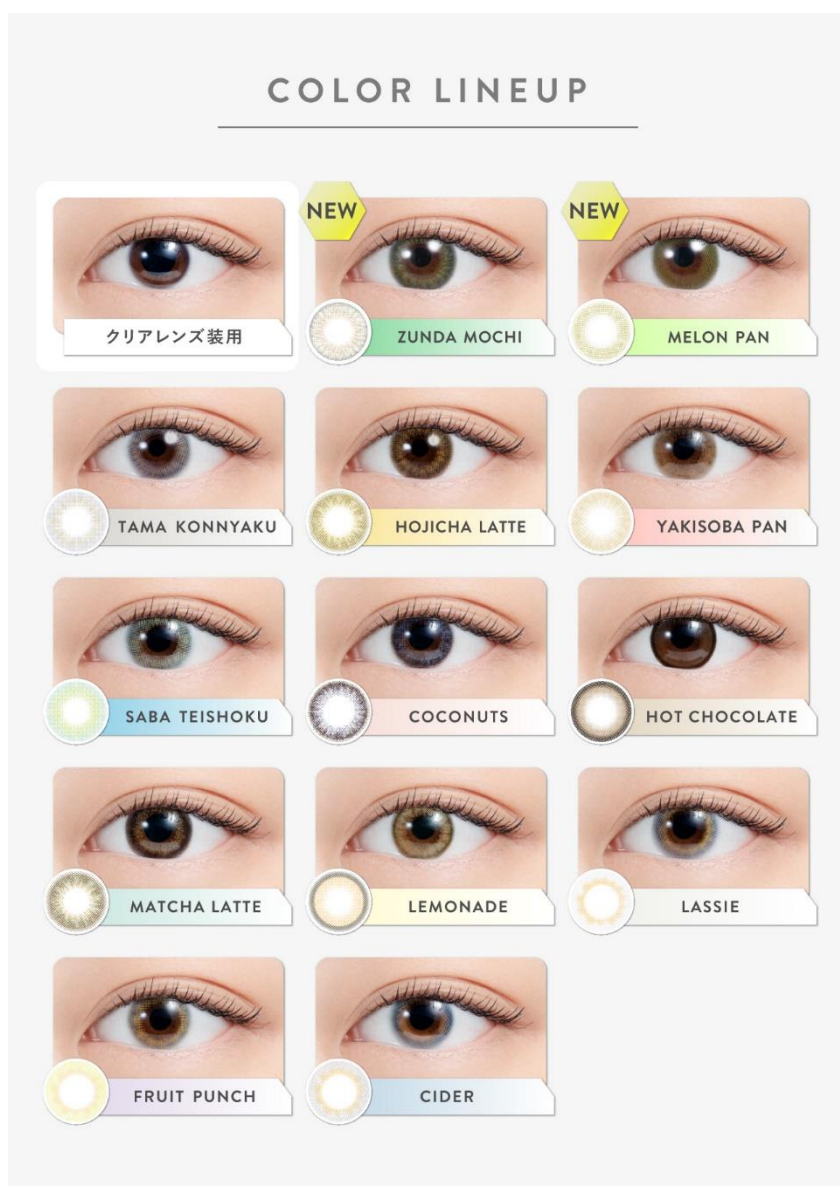 COLOR LINEUP
クリアレンズ装用
NEW
ZUNDA MOCHI
NEW
MELON PAN
TAMA KONNYAKU
HOJICHA LATTE
YAKISOBA PAN
SABA TEISHOKU
COCONUTS
HOT CHOCOLATE
MATCHA LATTE
LEMONADE
LASSIE
FRUIT PUNCH
CIDER